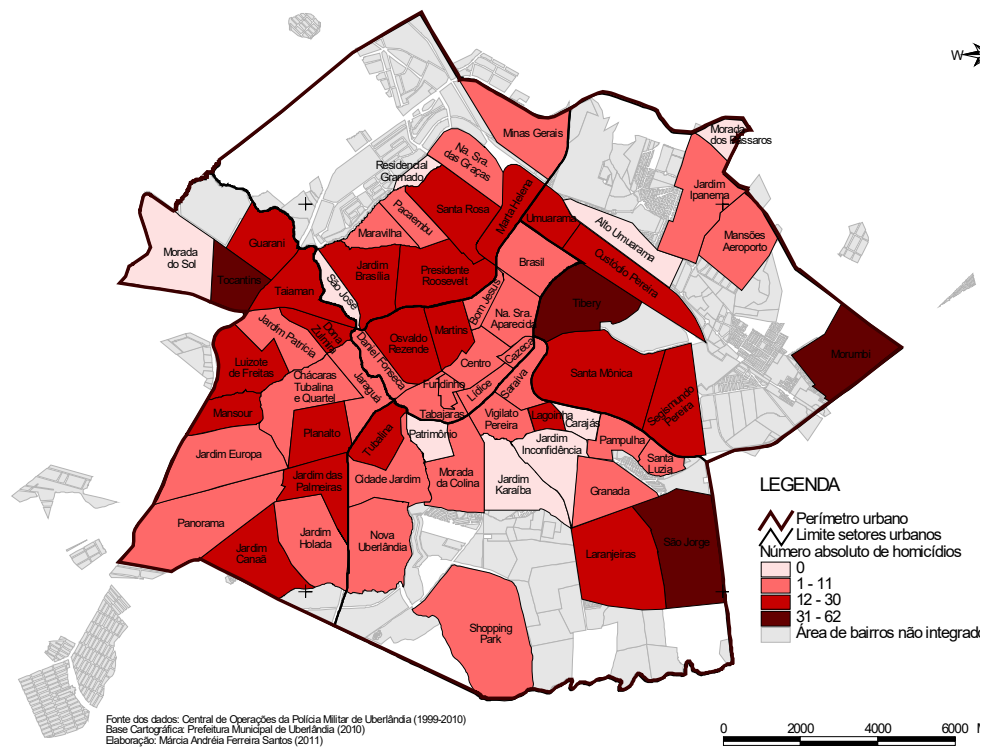 W
Morada
dos Pássaros
Minas Gerais
Na. Sra.
das Graças
Residencial
Gramado
Jardim
Ipanema
Marta Helena
Santa Rosa
Pacaembu
Umuarama
Alto Umuarama
Maravilha
Mansões
Aeroporto
Guarani
Morada
do Sol
Brasil
Custódio Pereira
Jardim
Brasília
Presidente
Roosevelt
Tocantins
Taiaman
São José
Bom Jesus
Tibery
Na. Sra.
Aparecida
Jardim Patrícia
Dona
Zulmira
Osvaldo
Rezende
Martins
Daniel Fonseca
Cazeca
Morumbi
Luizote
de Freitas
Centro
Chácaras
Tubalina
e Quartel
Jaraguá
Fundinho
Lídice
Saraiva
Santa Mônica
Segismundo
Pereira
Mansour
Tabajaras
Vigilato
Pereira
Lagoinha
Carajás
Planalto
Tubalina
Patrimônio
Jardim
Inconfidência
Pampulha
Jardim Europa
Santa
Luzia
Jardim das
Palmeiras
Cidade Jardim
Morada
da Colina
Jardim
Karaíba
Granada
Panorama
Jardim
Holada
Nova
Uberlândia
Jardim
Canaã
Laranjeiras
São Jorge
Shopping
Park
LEGENDA
Perímetro urbano
Limite setores urbanos
Número absoluto de homicídios
0
1 - 11
12 - 30
31 - 62
Área de bairros não integrado
Fonte dos dados: Central de Operações da Polícia Militar de Uberlândia (1999-2010)
Base Cartográfica: Prefeitura Municipal de Uberlândia (2010)
Elaboração: Márcia Andréia Ferreira Santos (2011)
0 2000 4000 6000